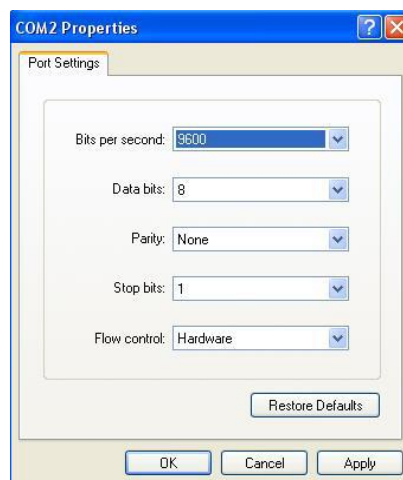 COM2 Properties
Port Settings
Bits per second: 9600
Data bits: 8
Parity: None
Stop bits: 1
Flow control: Hardware
Restore Defaults
OK Cancel Apply